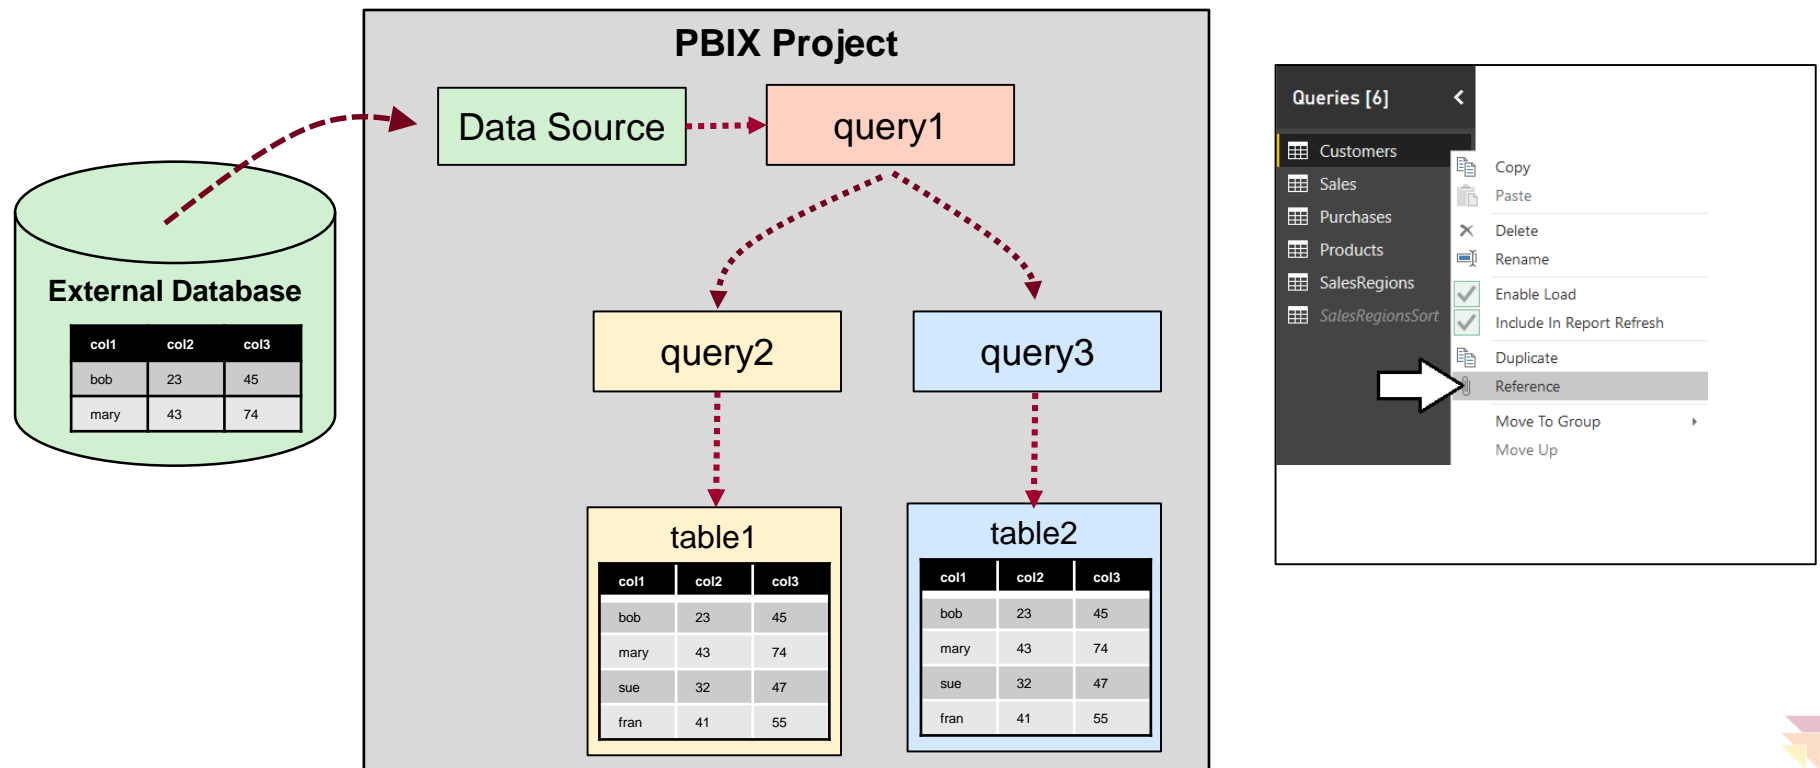 PBIX Project
Data Source
query1
External Database
col1 col2 col3
bob 23 45
mary 43 74
query2
query3
table1
col1 col2 col3
bob 23 45
mary 43 74
sue 32 47
fran 41 55
table2
col1 col2 col3
bob 23 45
mary 43 74
sue 32 47
fran 41 55
Queries [6]
Customers
Sales
Purchases
Products
SalesRegions
SalesRegionsSort
Copy
Paste
Delete
Rename
Enable Load
Include In Report Refresh
Duplicate
Reference
Move To Group
Move Up